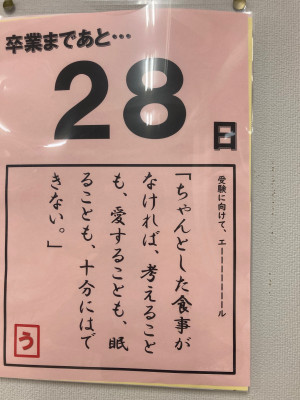 卒業まであと…
28
日
受験に向けて、エーーーーーーール
「ちゃんとした食事が
なければ、考えること
も、愛することも、眠
ることも、十分にはで
きない。」
う